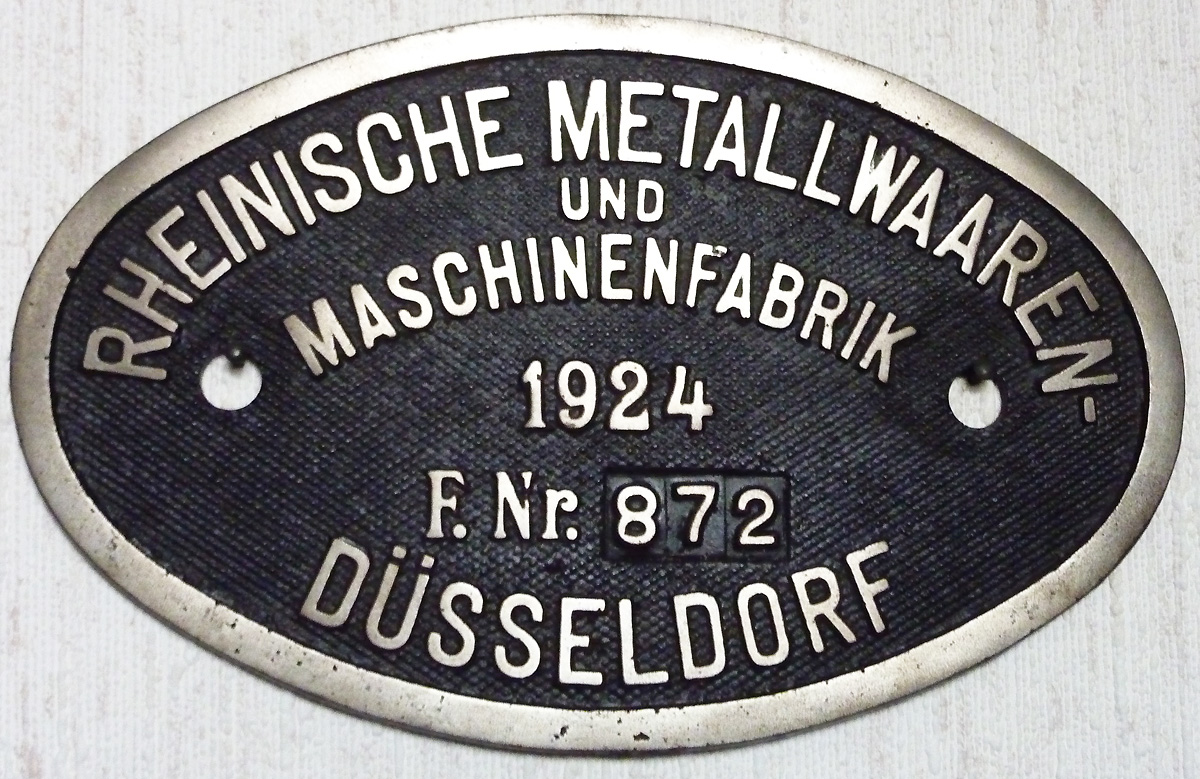 RHEINISCHE METALLWAAREN-
UND
MASCHINENFABRIK
1924
F. Nr. 872
DÜSSELDORF